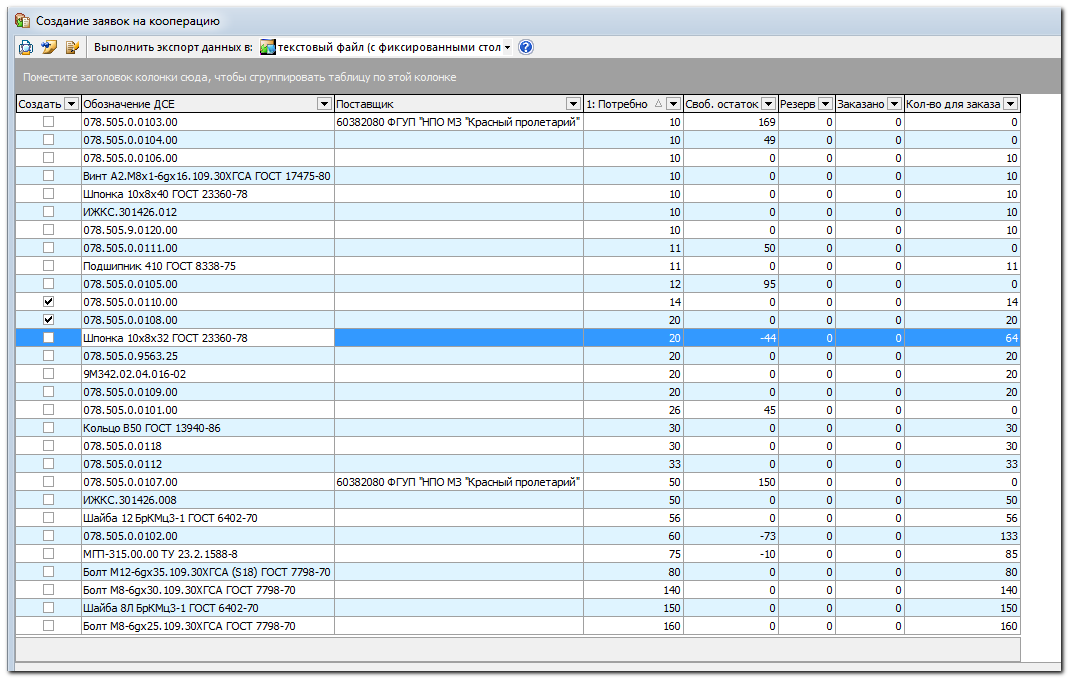 Создание заявок на кооперацию
Выполнить экспорт данных в: текстовый файл (с фиксированными стол
Поместите заголовок колонки сюда, чтобы сгруппировать таблицу по этой колонке
Создать Обозначение ДСЕ Поставщик 1: Потребно Своб. остаток Резерв Заказано Кол-во для заказа
078.505.0.0103.00 60382080 ФГУП "НПО МЗ "Красный пролетарий" 10 169 0 0 0
078.505.0.0104.00 10 49 0 0 0
078.505.0.0106.00 10 0 0 0 10
Винт А2.М8х1-6gх16.109.30ХГСА ГОСТ 17475-80 10 0 0 0 10
Шпонка 10х8х40 ГОСТ 23360-78 10 0 0 0 10
ИЖКС.301426.012 10 0 0 0 10
078.505.9.0120.00 10 0 0 0 10
078.505.0.0111.00 11 50 0 0 0
Подшипник 410 ГОСТ 8338-75 11 0 0 0 11
078.505.0.0105.00 12 95 0 0 0
078.505.0.0110.00 14 0 0 0 14
078.505.0.0108.00 20 0 0 0 20
Шпонка 10х8х32 ГОСТ 23360-78 20 -44 0 0 64
078.505.0.9563.25 20 0 0 0 20
9М342.02.04.016-02 20 0 0 0 20
078.505.0.0109.00 20 0 0 0 20
078.505.0.0101.00 26 45 0 0 0
Кольцо В50 ГОСТ 13940-86 30 0 0 0 30
078.505.0.0118 30 0 0 0 30
078.505.0.0112 33 0 0 0 33
078.505.0.0107.00 60382080 ФГУП "НПО МЗ "Красный пролетарий" 50 150 0 0 0
ИЖКС.301426.008 50 0 0 0 50
Шайба 12 БрКМц3-1 ГОСТ 6402-70 56 0 0 0 56
078.505.0.0102.00 60 -73 0 0 133
МГП-315.00.00 ТУ 23.2.1588-8 75 -10 0 0 85
Болт М12-6gх35.109.30ХГСА (S18) ГОСТ 7798-70 80 0 0 0 80
Болт М8-6gх30.109.30ХГСА ГОСТ 7798-70 140 0 0 0 140
Шайба 8Л БрКМц3-1 ГОСТ 6402-70 150 0 0 0 150
Болт М8-6gх25.109.30ХГСА ГОСТ 7798-70 160 0 0 0 160